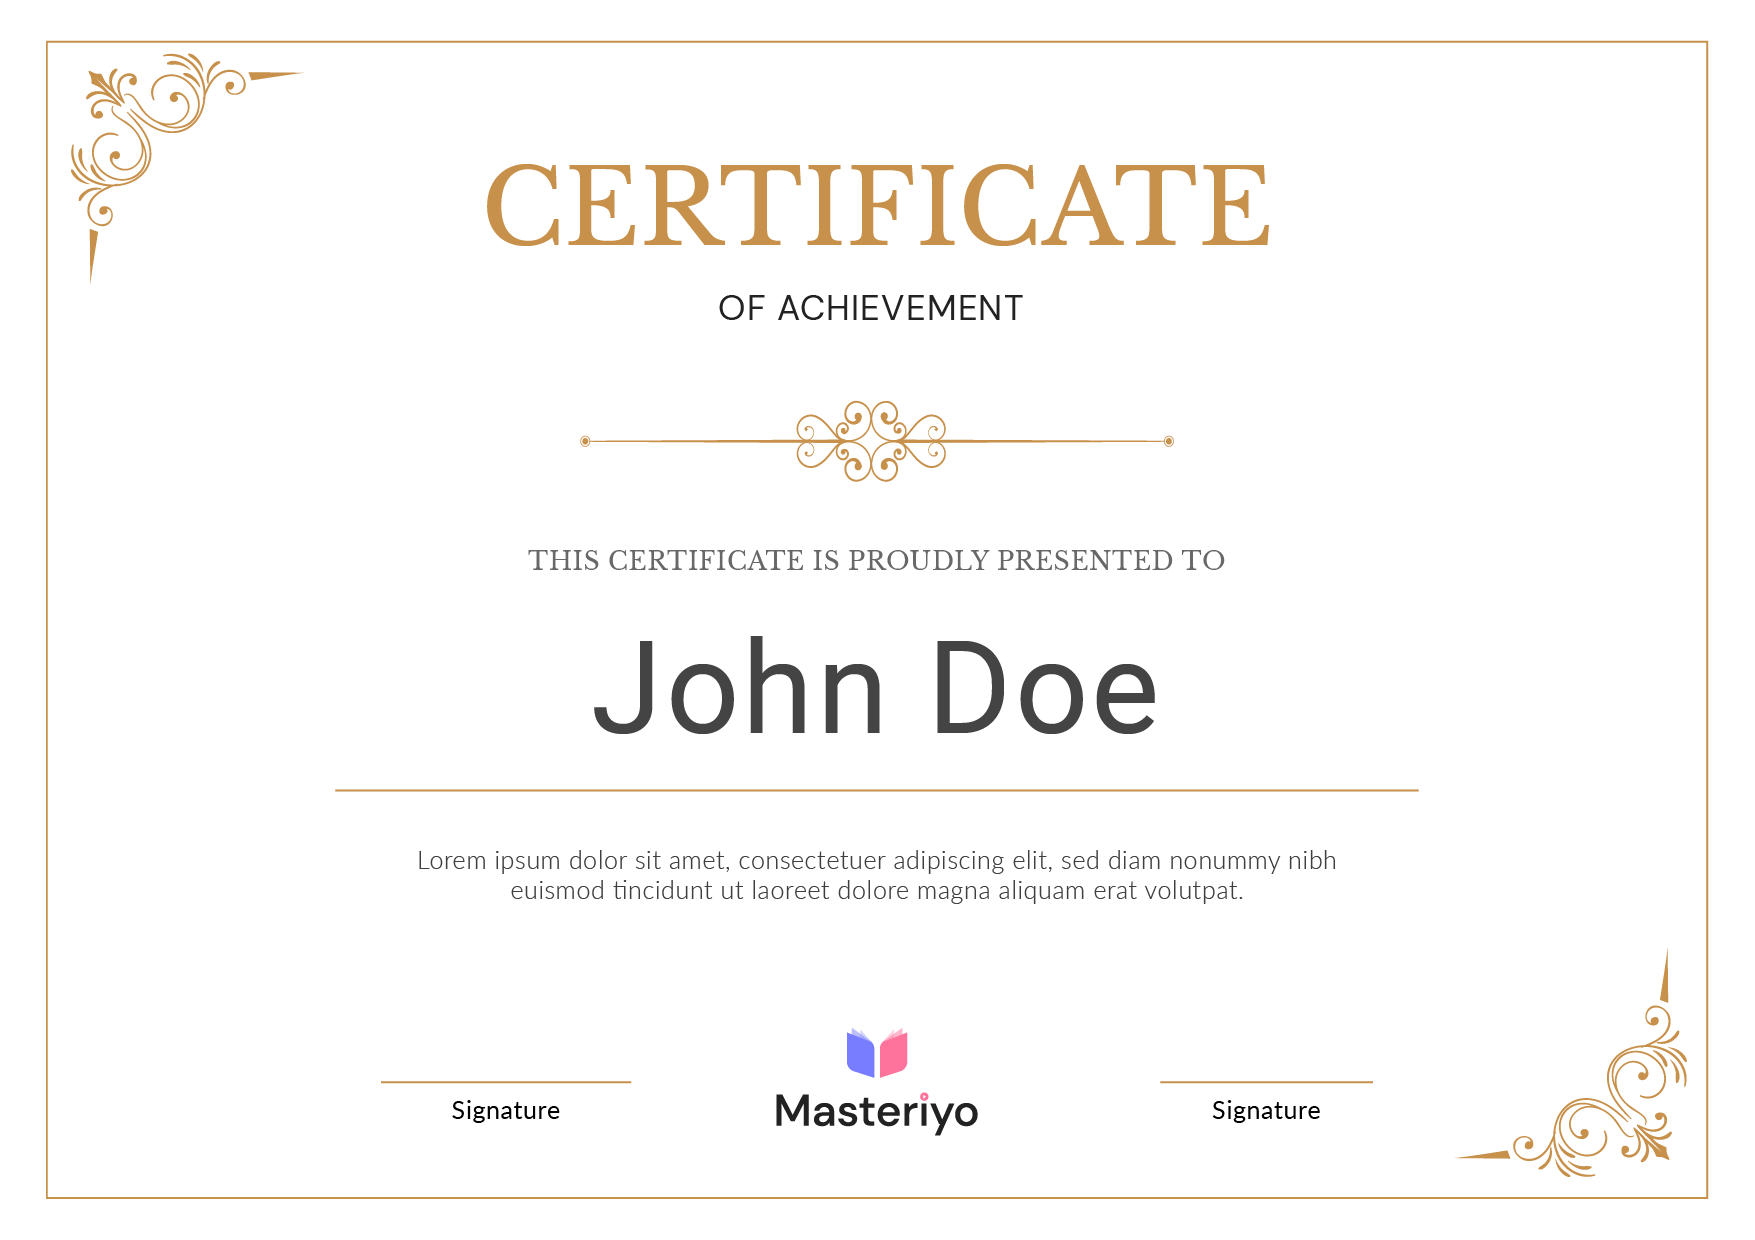 CERTIFICATE
OF ACHIEVEMENT
THIS CERTIFICATE IS PROUDLY PRESENTED TO
John Doe
Lorem ipsum dolor sit amet, consectetuer adipiscing elit, sed diam nonummy nibh
euismod tincidunt ut laoreet dolore magna aliquam erat volutpat.
Signature
Masteriyo
Signature